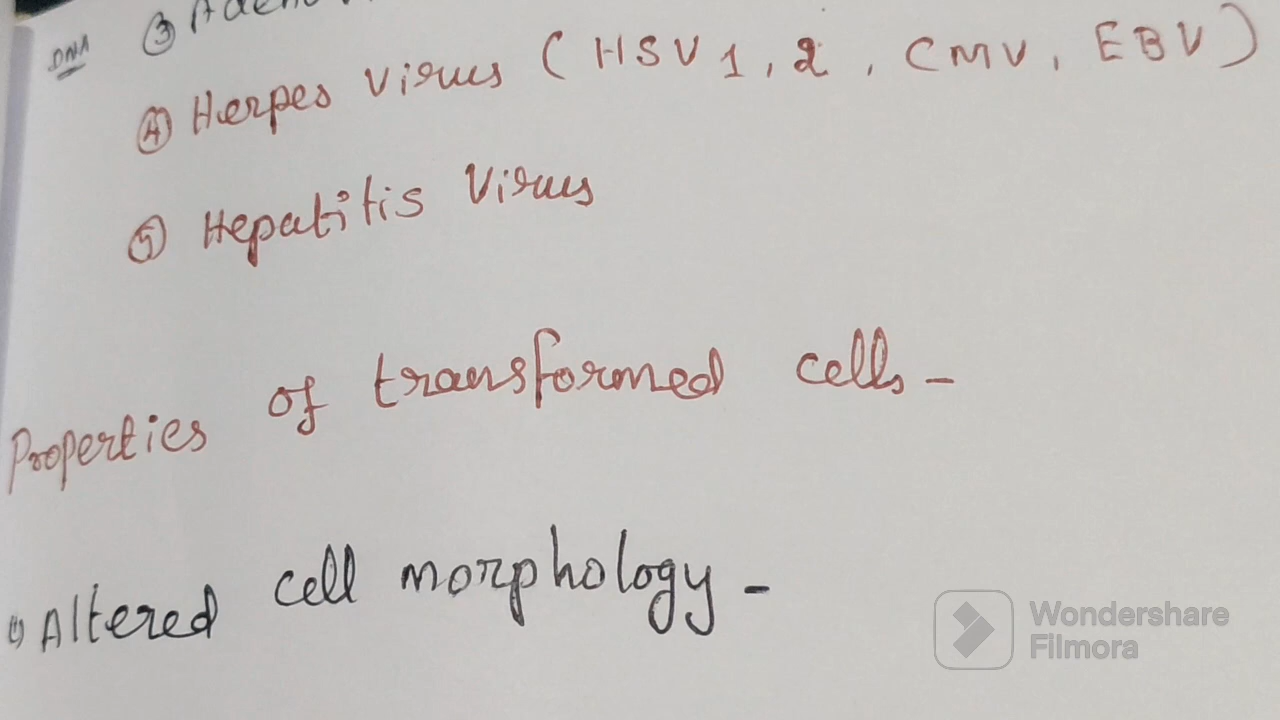 DNA
③
④ Herpes Virus (HSV 1, 2, CMV, EBV)
⑤ Hepatitis Virus
Properties of transformed cells -
1) Altered cell morphology -
Wondershare
Filmora